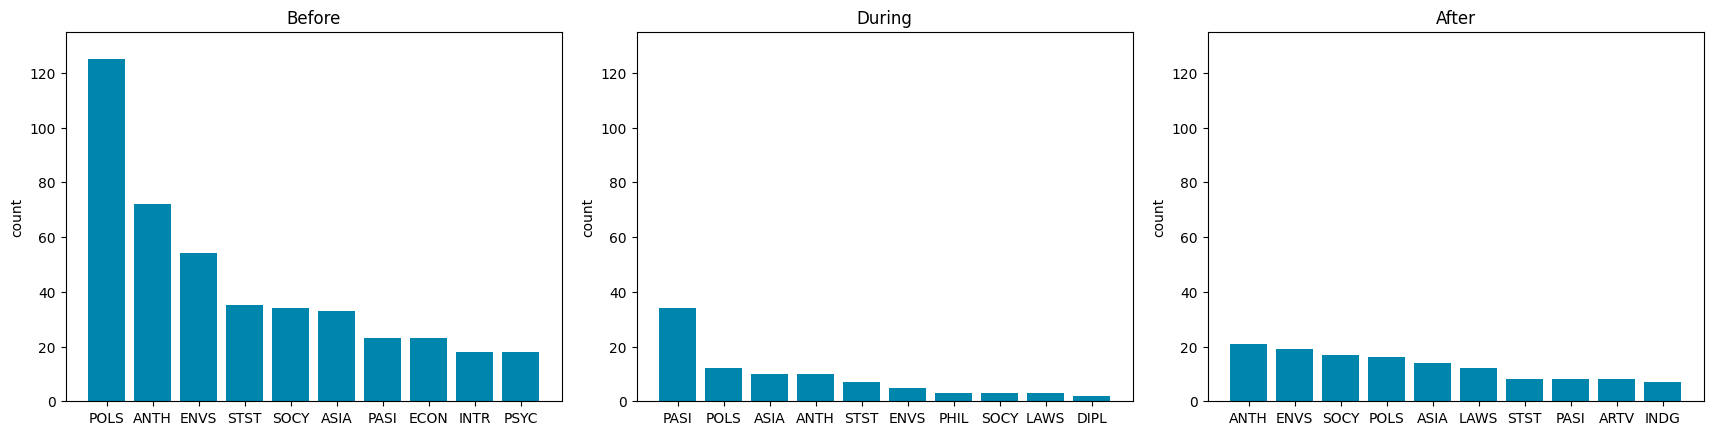 Before
count
120
100
80
60
40
20
0
POLS ANTH ENVS STST SOCY ASIA PASI ECON INTR PSYC
During
count
120
100
80
60
40
20
0
PASI POLS ASIA ANTH STST ENVS PHIL SOCY LAWS DIPL
After
count
120
100
80
60
40
20
0
ANTH ENVS SOCY POLS ASIA LAWS STST PASI ARTV INDG